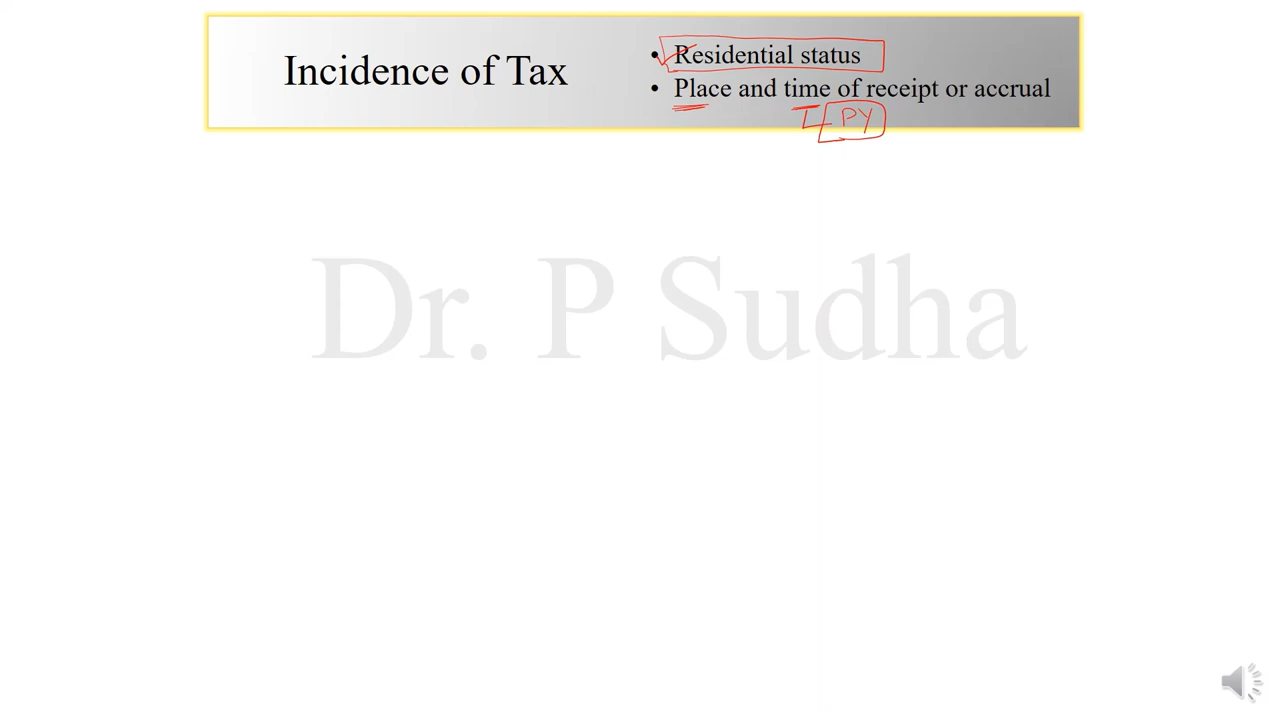 Incidence of Tax
• Residential status
• Place and time of receipt or accrual
PY
Dr. P Sudha